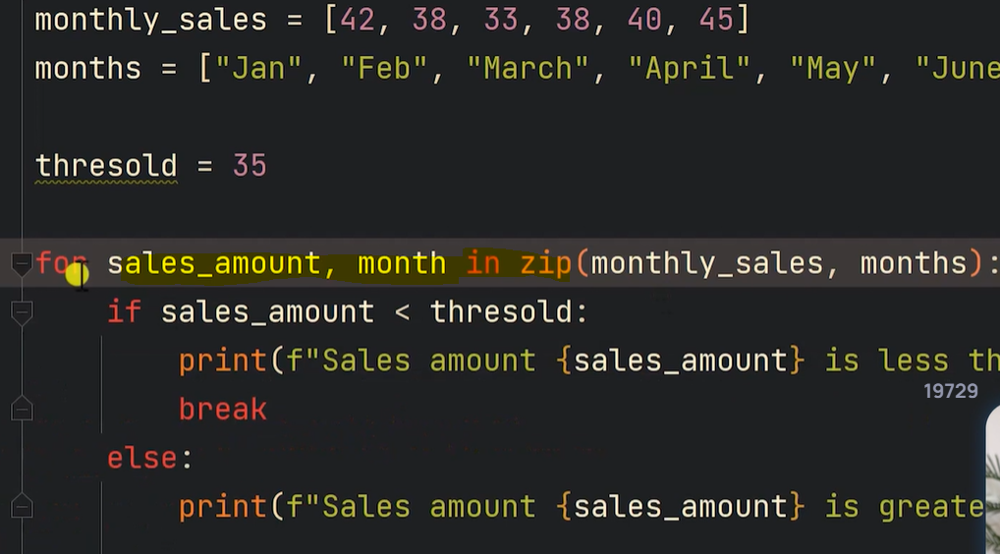 monthly_sales = [42, 38, 33, 38, 40, 45]
months = ["Jan", "Feb", "March", "April", "May", "June
thresold = 35
for sales_amount, month in zip(monthly_sales, months):
if sales_amount < thresold:
print(f"Sales amount {sales_amount} is less th
19729
break
else:
print(f"Sales amount {sales_amount} is greate